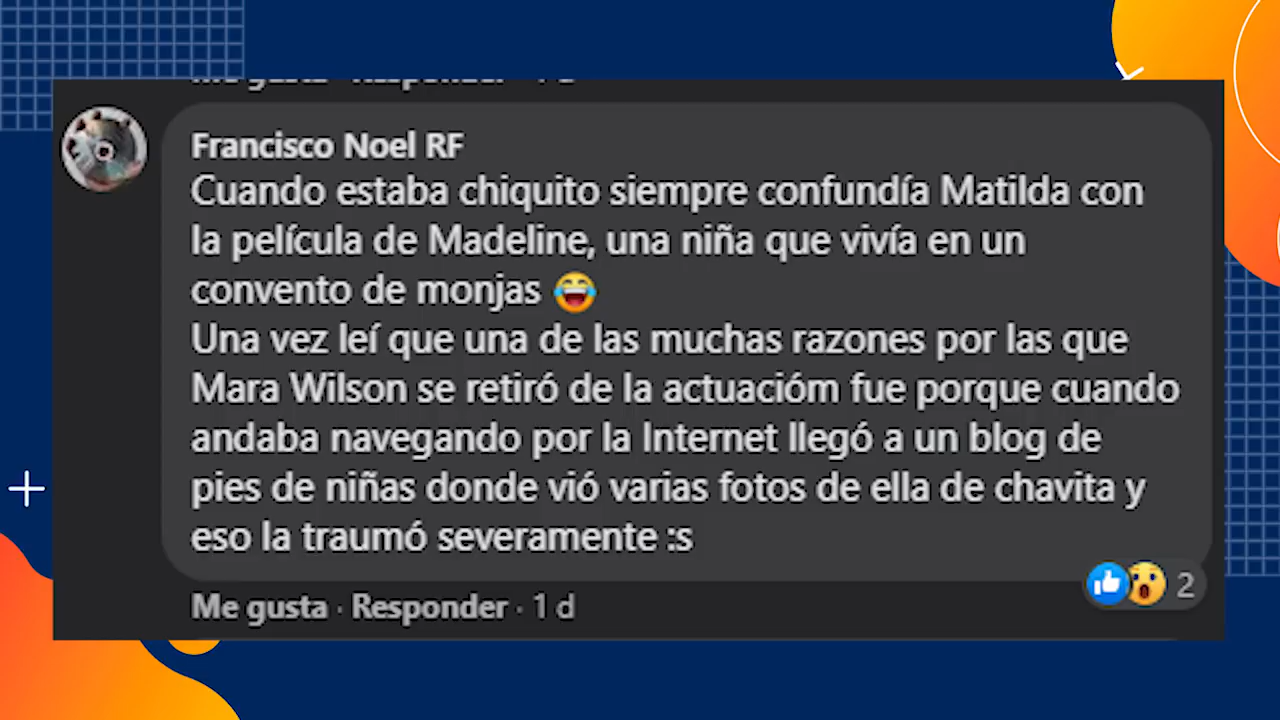 Francisco Noel RF
Cuando estaba chiquito siempre confundía Matilda con
la película de Madeline, una niña que vivía en un
convento de monjas 😂
Una vez leí que una de las muchas razones por las que
Mara Wilson se retiró de la actuacióm fue porque cuando
andaba navegando por la Internet llegó a un blog de
pies de niñas donde vió varias fotos de ella de chavita y
eso la traumó severamente :s
2
Me gusta · Responder · 1 d